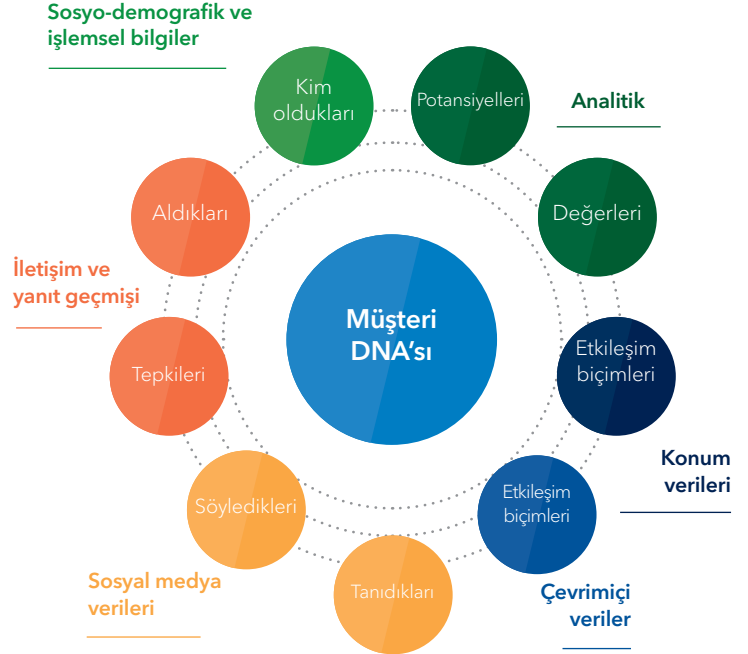 Sosyo-demografik ve
işlemsel bilgiler
Kim
oldukları
Potansiyelleri
Analitik
Aldıkları
Değerleri
İletişim ve
yanıt geçmişi
Müşteri
DNA’sı
Tepkileri
Etkileşim
biçimleri
Konum
verileri
Söyledikleri
Etkileşim
biçimleri
Sosyal medya
verileri
Tanıdıkları
Çevrimiçi
veriler